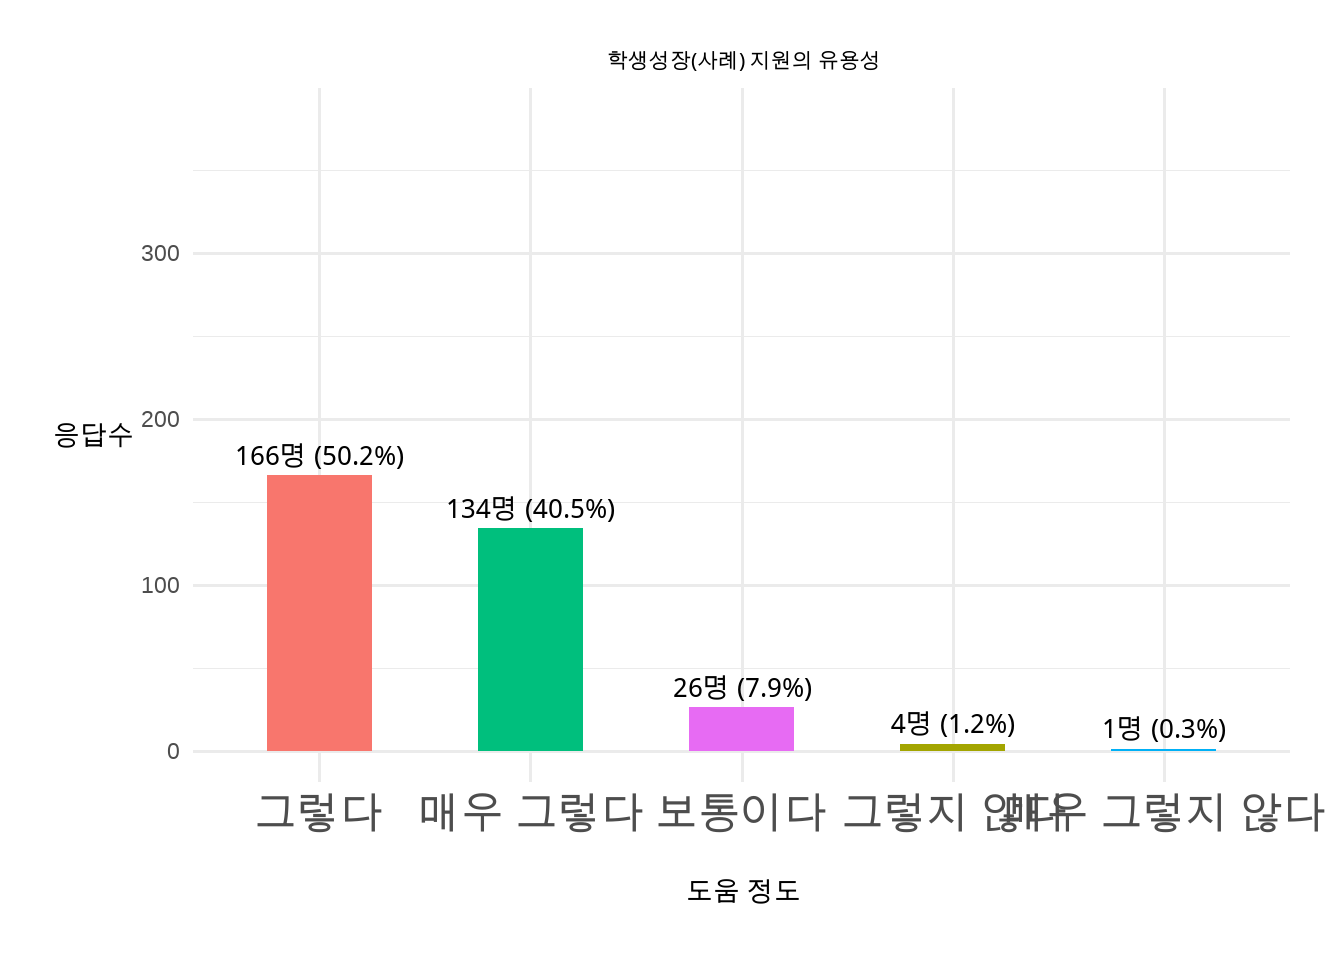 학생성장(사례) 지원의 유용성
300
200
100
0
응답수
166명 (50.2%)
134명 (40.5%)
26명 (7.9%)
4명 (1.2%)
1명 (0.3%)
그렇다
매우 그렇다
보통이다
그렇지 않다
매우 그렇지 않다
도움 정도